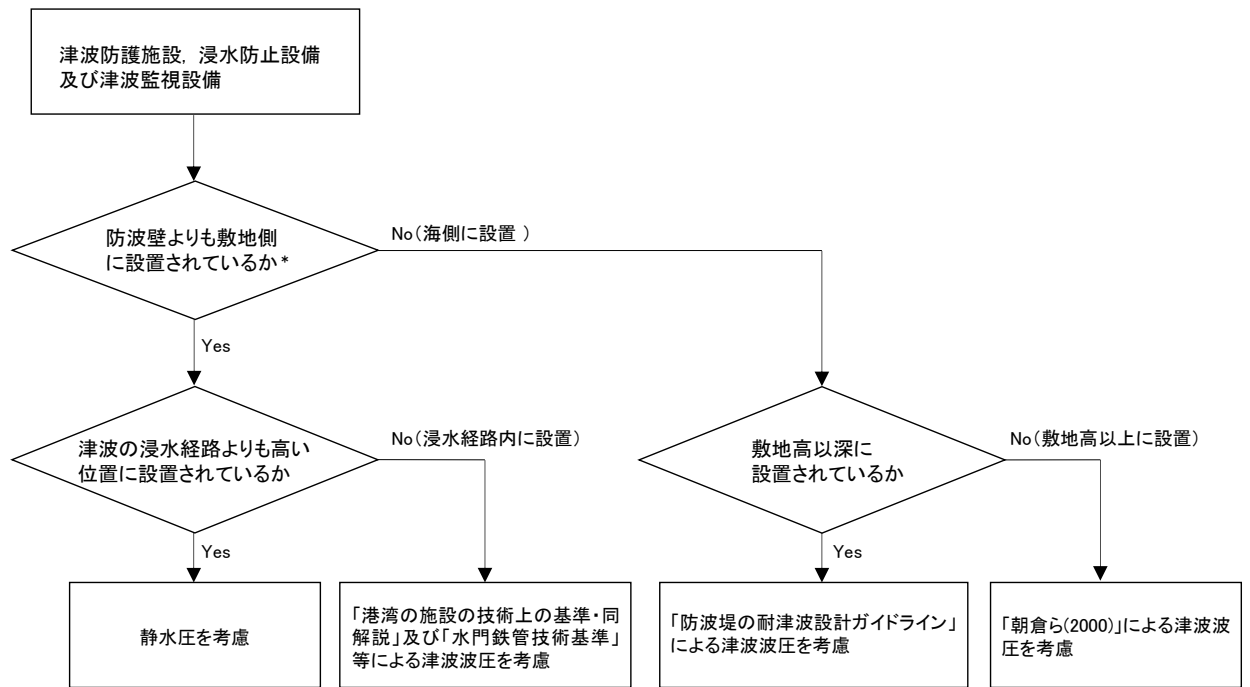 津波防護施設，浸水防止設備
及び津波監視設備
防波壁よりも敷地側
に設置されているか*
No（海側に設置 ）
Yes
津波の浸水経路よりも高い
位置に設置されているか
No（浸水経路内に設置）
敷地高以深に
設置されているか
No（敷地高以上に設置）
Yes
Yes
静水圧を考慮
「港湾の施設の技術上の基準・同
解説」及び「水門鉄管技術基準」
等による津波波圧を考慮
「防波堤の耐津波設計ガイドライン」
による津波波圧を考慮
「朝倉ら(2000)」による津波波
圧を考慮